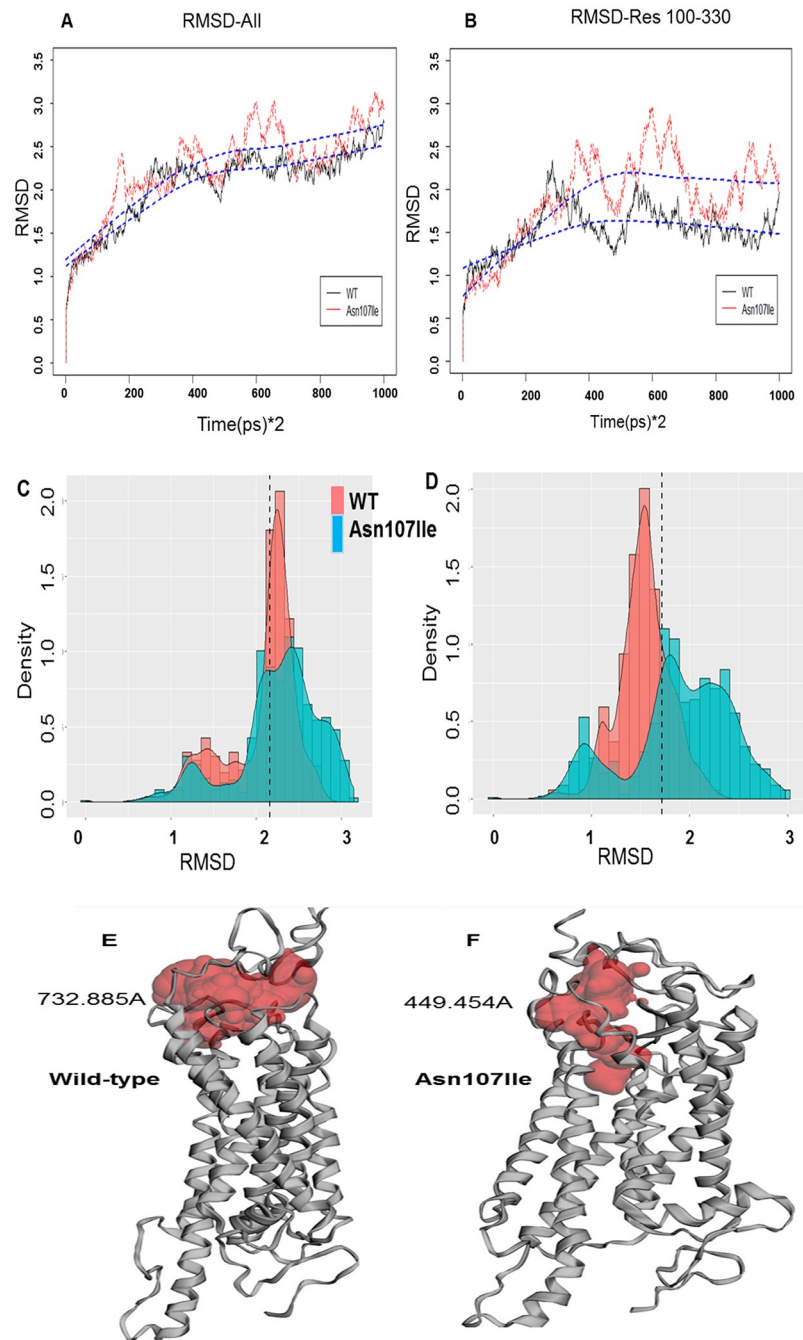 A
RMSD-All
RMSD
3.5
3.0
2.5
2.0
1.5
1.0
0.5
0.0
WT
Asn107Ile
0
200
400
600
800
1000
Time(ps)*2
B
RMSD-Res 100-330
RMSD
3.5
3.0
2.5
2.0
1.5
1.0
0.5
0.0
WT
Asn107Ile
0
200
400
600
800
1000
Time(ps)*2
C
WT
Asn107Ile
Density
2.0
1.5
1.0
0.5
0.0
0
1
2
3
RMSD
D
Density
2.0
1.5
1.0
0.5
0.0
0
1
2
3
RMSD
E
732.885A
Wild-type
F
449.454A
Asn107Ile